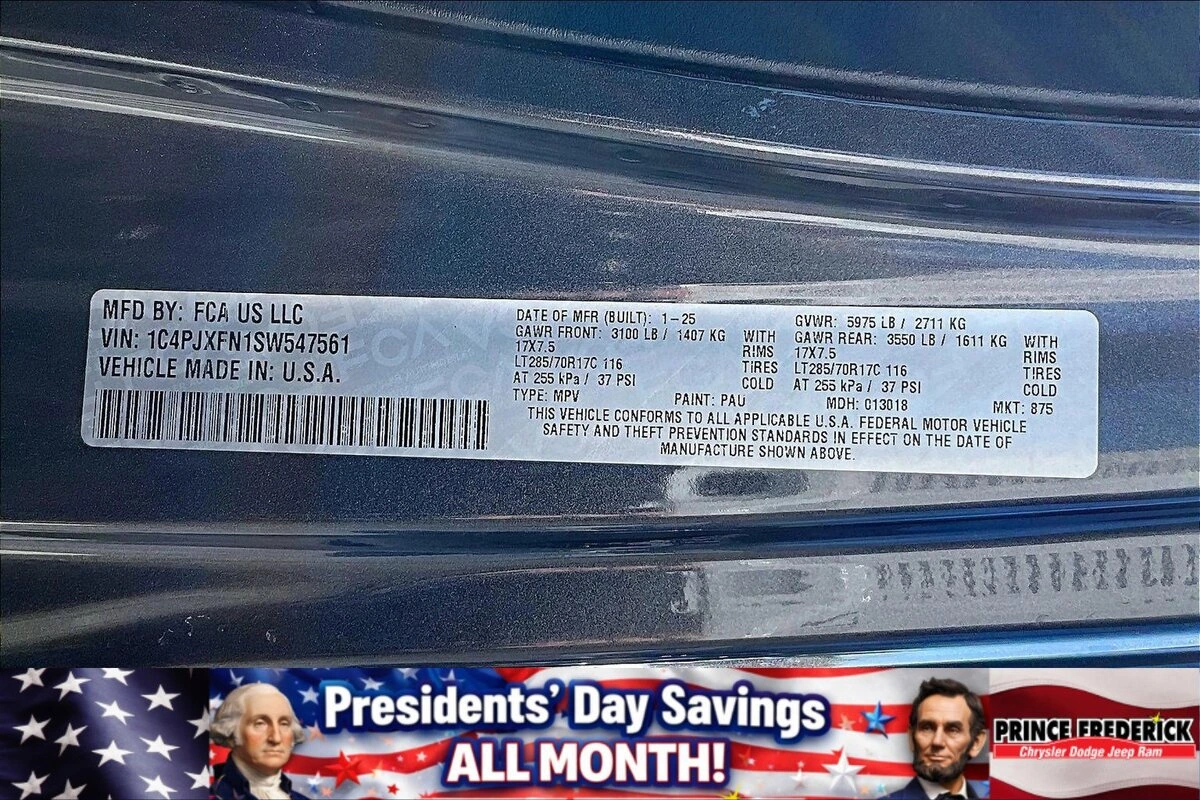 MFD BY: FCA US LLC
VIN: 1C4PJXFN1SW547561
VEHICLE MADE IN: U.S.A.
DATE OF MFR (BUILT): 1-25
GAWR FRONT: 3100 LB / 1407 KG WITH
17X7.5 RIMS
LT285/70R17C 116 TIRES
AT 255 kPa / 37 PSI COLD
GVWR: 5975 LB / 2711 KG
GAWR REAR: 3550 LB / 1611 KG WITH
17X7.5 RIMS
LT285/70R17C 116 TIRES
AT 255 kPa / 37 PSI COLD
TYPE: MPV PAINT: PAU MDH: 013018 MKT: 875
THIS VEHICLE CONFORMS TO ALL APPLICABLE U.S.A. FEDERAL MOTOR VEHICLE
SAFETY AND THEFT PREVENTION STANDARDS IN EFFECT ON THE DATE OF
MANUFACTURE SHOWN ABOVE.
Presidents' Day Savings
ALL MONTH!
PRINCE FREDERICK
Chrysler Dodge Jeep Ram